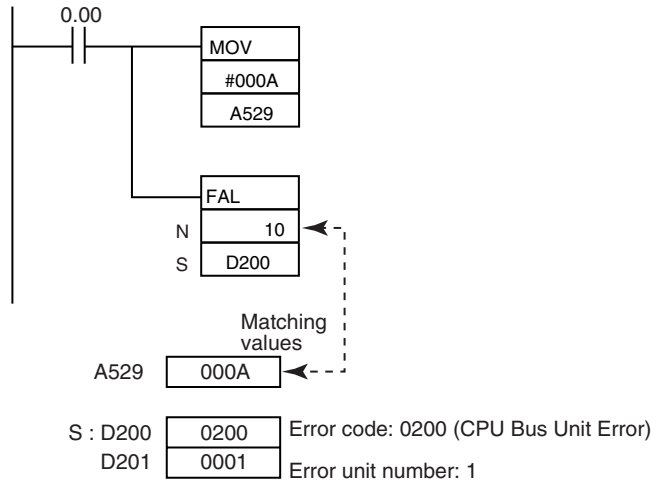 0.00
MOV
#000A
A529
FAL
N 10
S D200
Matching
values
A529 000A
S : D200 0200 Error code: 0200 (CPU Bus Unit Error)
D201 0001 Error unit number: 1